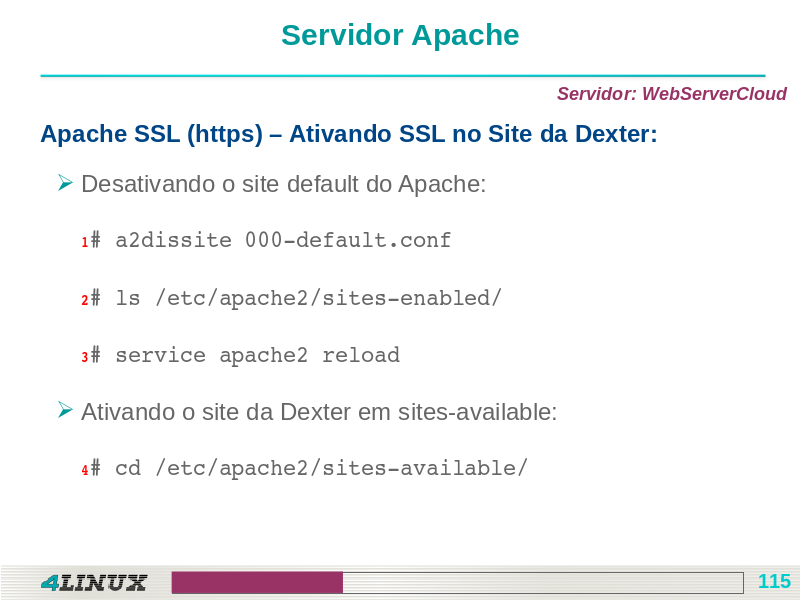 Servidor Apache
Servidor: WebServerCloud
Apache SSL (https) – Ativando SSL no Site da Dexter:
Desativando o site default do Apache:
1# a2dissite 000-default.conf
2# ls /etc/apache2/sites-enabled/
3# service apache2 reload
Ativando o site da Dexter em sites-available:
4# cd /etc/apache2/sites-available/
4LINUX
115